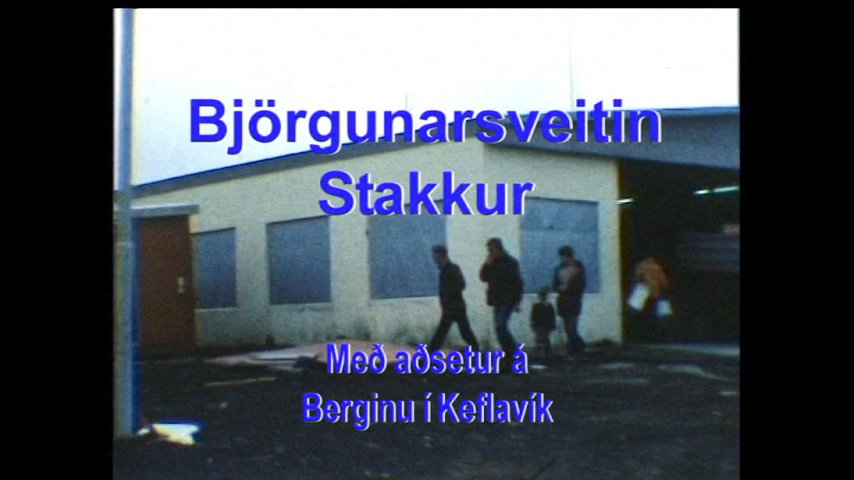 Björgunarsveitin
Stakkur
Með aðsetur á
Berginu í Keflavík